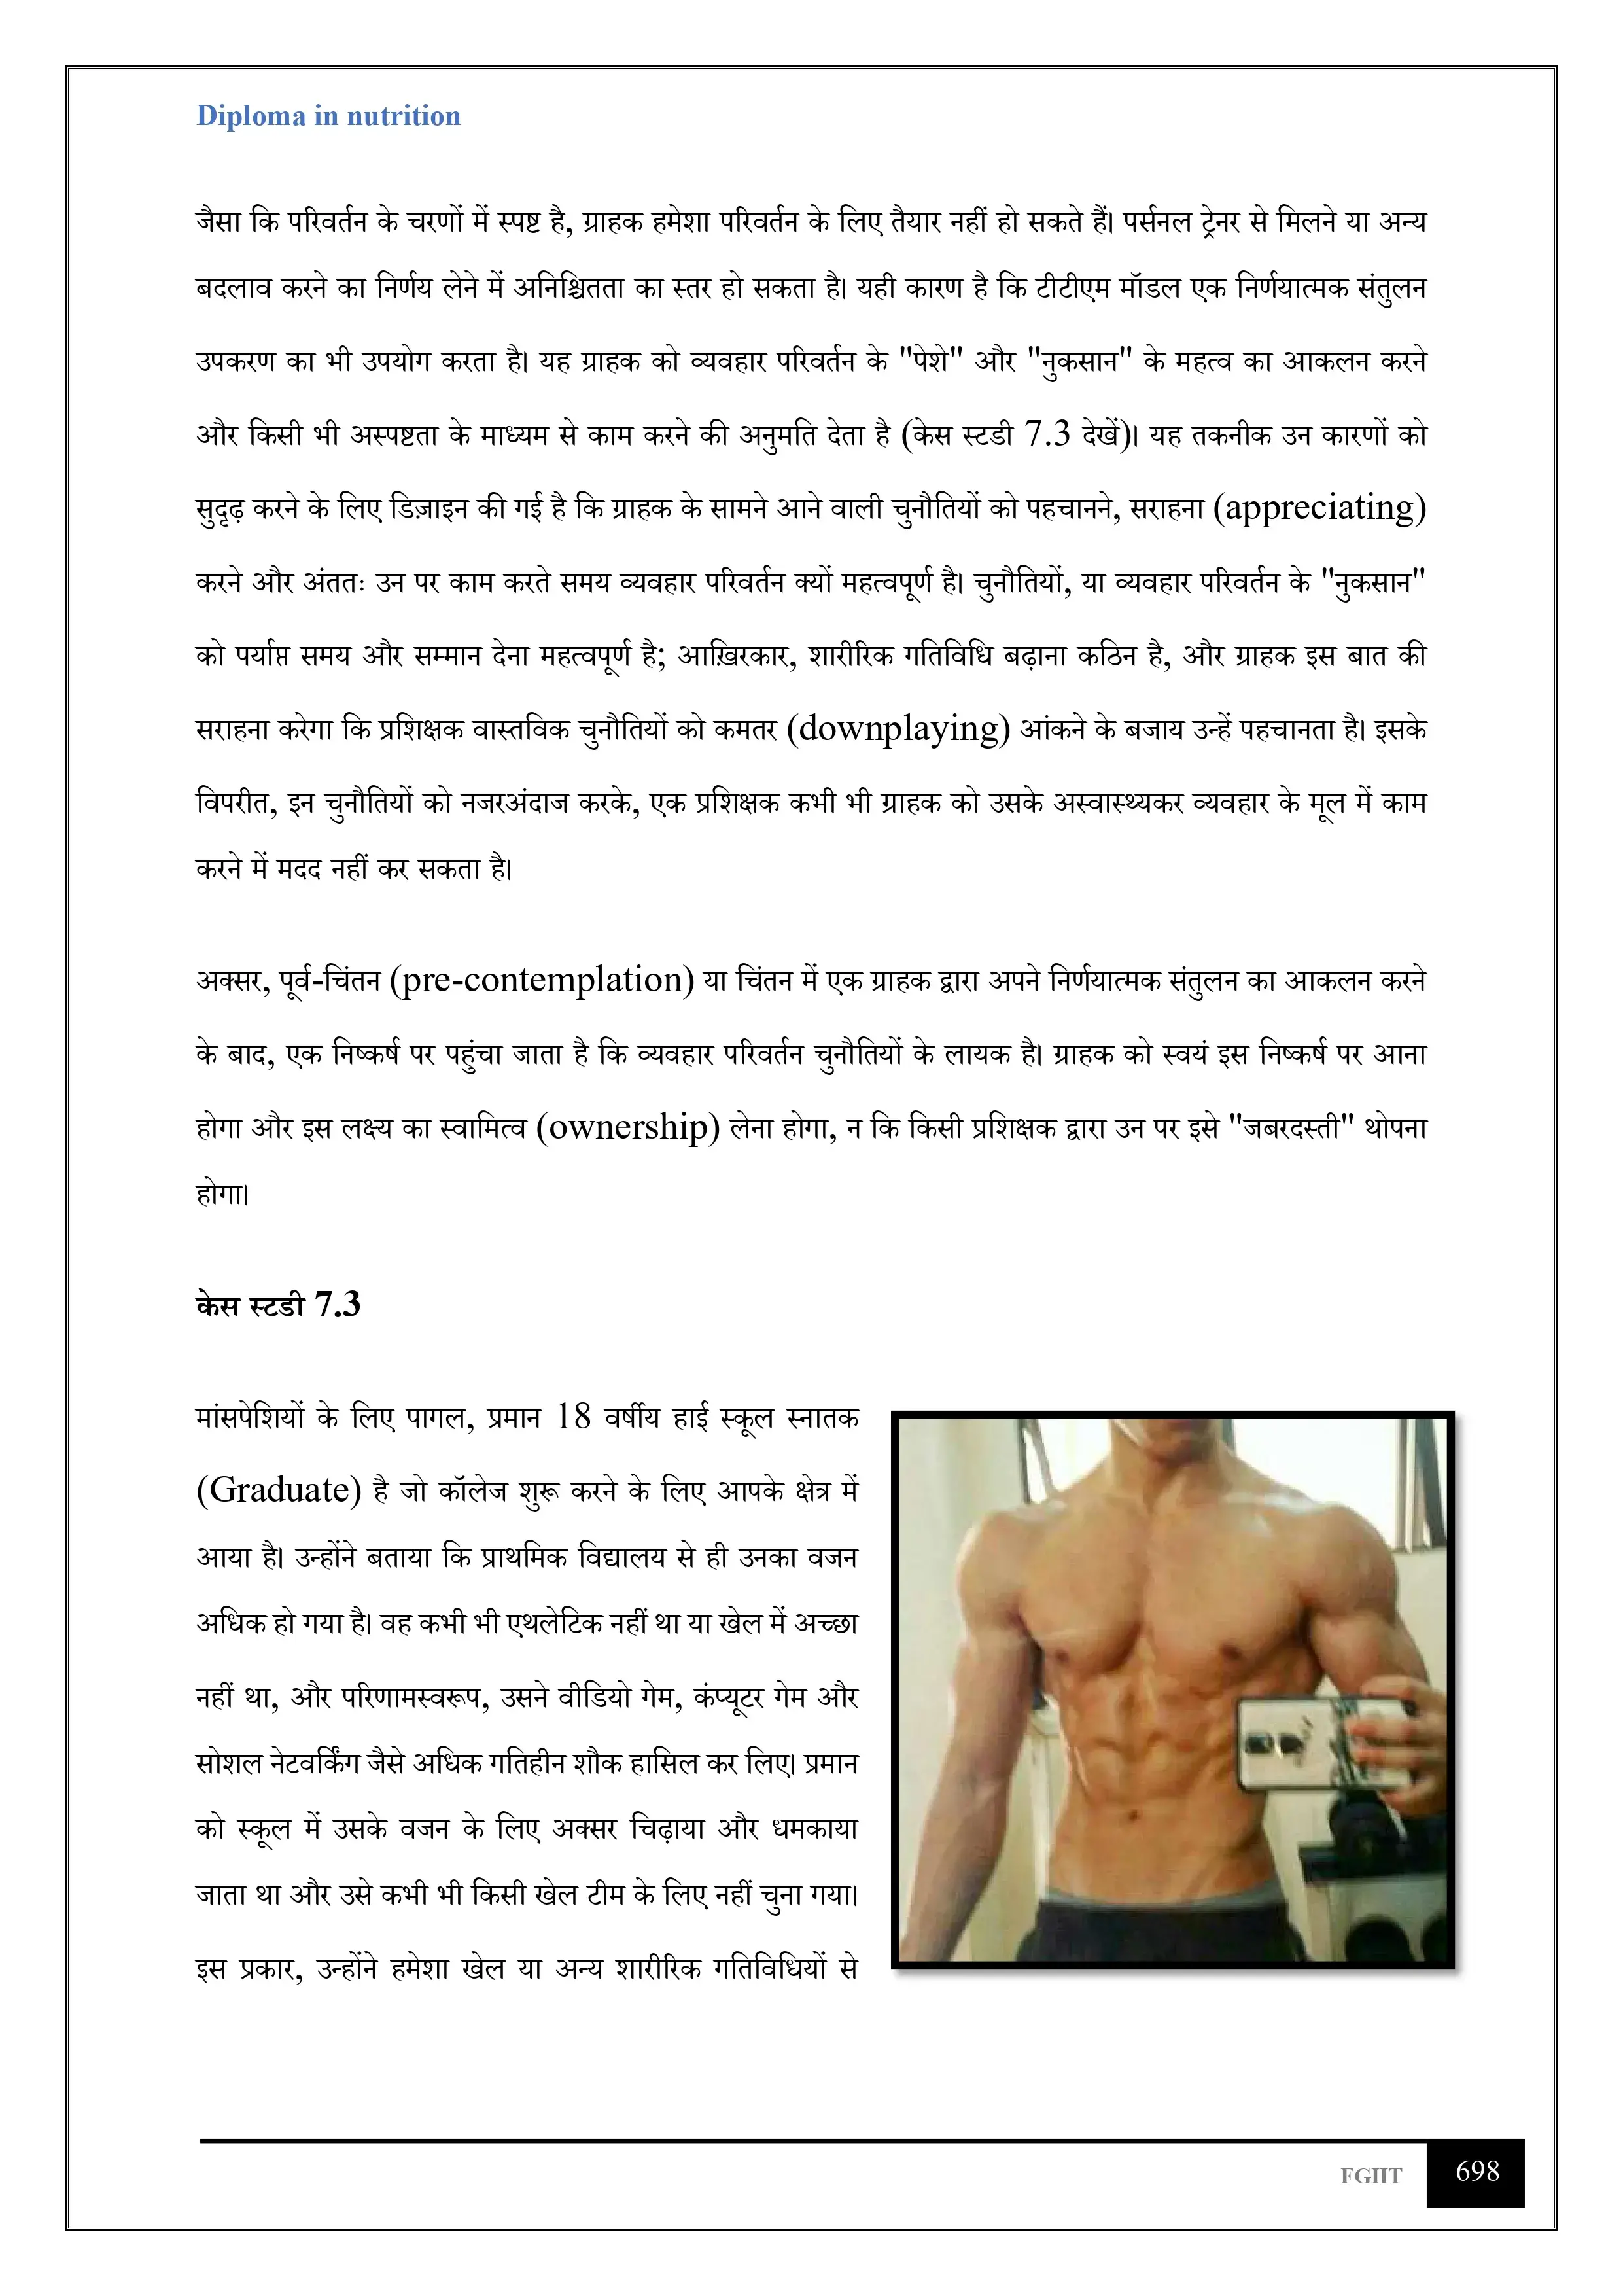 Diploma in nutrition
जैसा कि परिवर्तन के चरणों में स्पष्ट है, ग्राहक हमेशा परिवर्तन के लिए तैयार नहीं हो सकते हैं। पर्सनल ट्रेनर से मिलने या अन्य
बदलाव करने का निर्णय लेने में अनिश्चितता का स्तर हो सकता है। यही कारण है कि टीटीएम मॉडल एक निर्णयात्मक संतुलन
उपकरण का भी उपयोग करता है। यह ग्राहक को व्यवहार परिवर्तन के "पेशे" और "नुकसान" के महत्व का आकलन करने
और किसी भी अस्पष्टता के माध्यम से काम करने की अनुमति देता है (केस स्टडी 7.3 देखें)। यह तकनीक उन कारणों को
सुदृढ़ करने के लिए डिज़ाइन की गई है कि ग्राहक के सामने आने वाली चुनौतियों को पहचानने, सराहना (appreciating)
करने और अंततः उन पर काम करते समय व्यवहार परिवर्तन क्यों महत्वपूर्ण है। चुनौतियों, या व्यवहार परिवर्तन के "नुकसान"
को पर्याप्त समय और सम्मान देना महत्वपूर्ण है; आख़िरकार, शारीरिक गतिविधि बढ़ाना कठिन है, और ग्राहक इस बात की
सराहना करेगा कि प्रशिक्षक वास्तविक चुनौतियों को कमतर (downplaying) आंकने के बजाय उन्हें पहचानता है। इसके
विपरीत, इन चुनौतियों को नजरअंदाज करके, एक प्रशिक्षक कभी भी ग्राहक को उसके अस्वास्थ्यकर व्यवहार के मूल में काम
करने में मदद नहीं कर सकता है।
अक्सर, पूर्व-चिंतन (pre-contemplation) या चिंतन में एक ग्राहक द्वारा अपने निर्णयात्मक संतुलन का आकलन करने
के बाद, एक निष्कर्ष पर पहुंचा जाता है कि व्यवहार परिवर्तन चुनौतियों के लायक है। ग्राहक को स्वयं इस निष्कर्ष पर आना
होगा और इस लक्ष्य का स्वामित्व (ownership) लेना होगा, न कि किसी प्रशिक्षक द्वारा उन पर इसे "जबरदस्ती" थोपना
होगा।
केस स्टडी 7.3
मांसपेशियों के लिए पागल, प्रमान 18 वर्षीय हाई स्कूल स्नातक
(Graduate) है जो कॉलेज शुरू करने के लिए आपके क्षेत्र में
आया है। उन्होंने बताया कि प्राथमिक विद्यालय से ही उनका वजन
अधिक हो गया है। वह कभी भी एथलेटिक नहीं था या खेल में अच्छा
नहीं था, और परिणामस्वरूप, उसने वीडियो गेम, कंप्यूटर गेम और
सोशल नेटवर्किंग जैसे अधिक गतिहीन शौक हासिल कर लिए। प्रमान
को स्कूल में उसके वजन के लिए अक्सर चिढ़ाया और धमकाया
जाता था और उसे कभी भी किसी खेल टीम के लिए नहीं चुना गया।
इस प्रकार, उन्होंने हमेशा खेल या अन्य शारीरिक गतिविधियों से
FGIIT 698